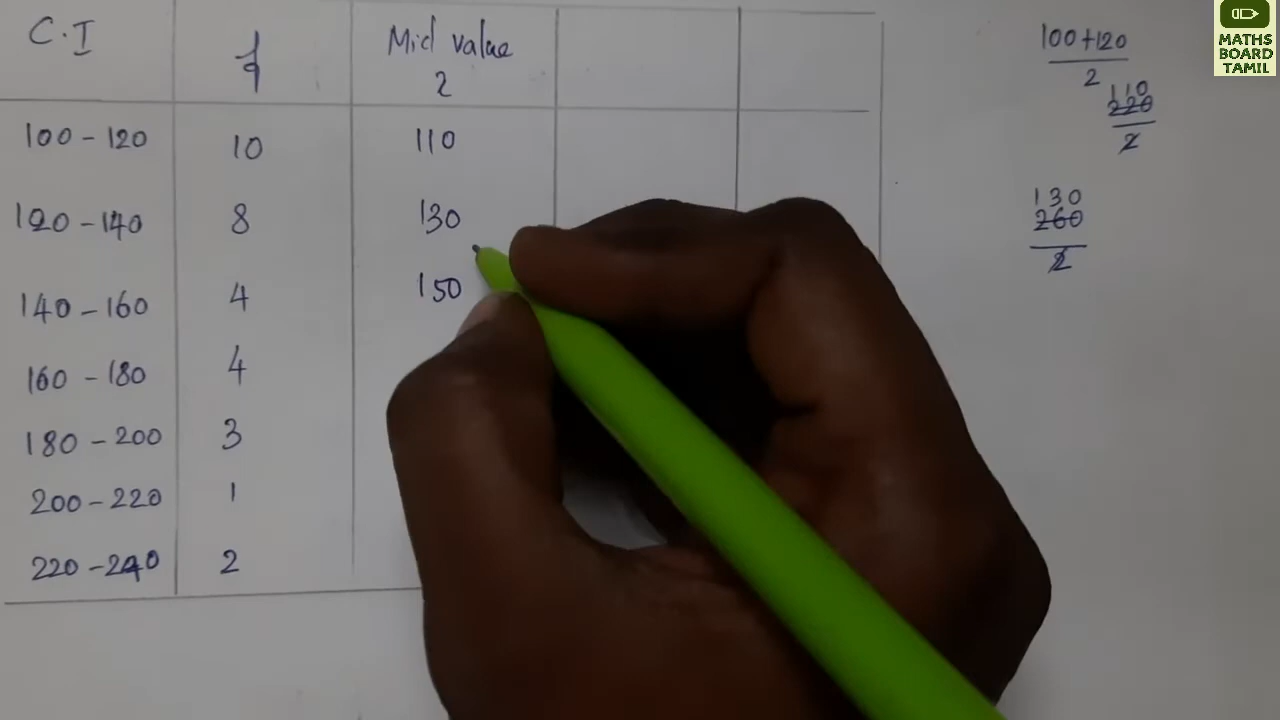 C.I f Mid value
2
100 - 120 10 110
120 - 140 8 130
140 - 160 4 150
160 - 180 4
180 - 200 3
200 - 220 1
220 - 240 2
100+120
2
110
220
2
130
260
2
MATHS
BOARD
TAMIL